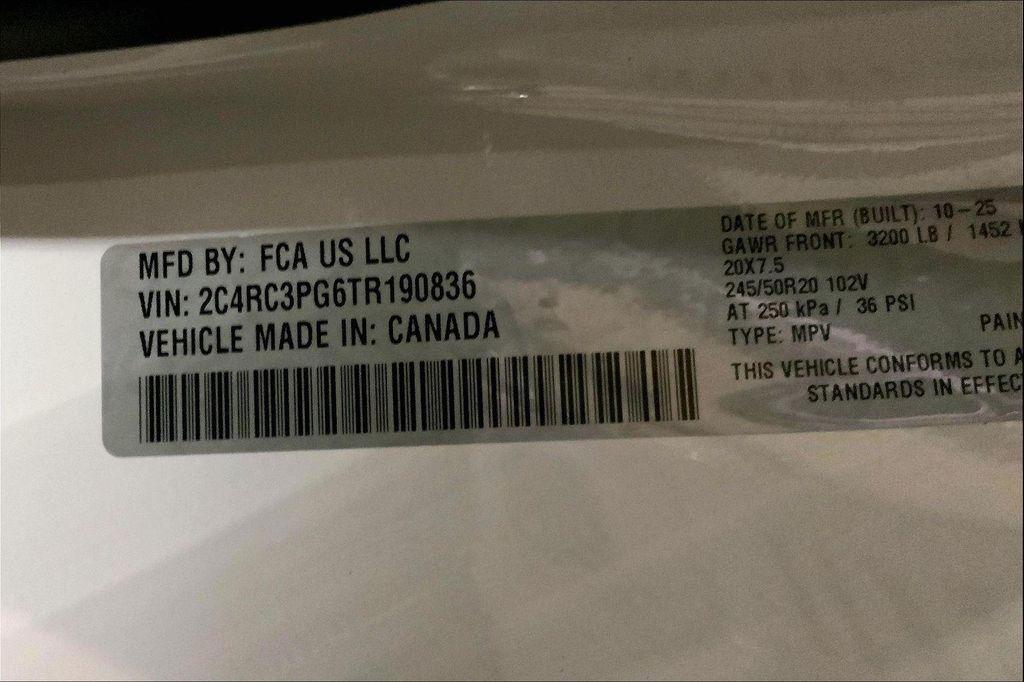 MFD BY: FCA US LLC
VIN: 2C4RC3PG6TR190836
VEHICLE MADE IN: CANADA
DATE OF MFR (BUILT): 10-25
GAWR FRONT: 3200 LB / 1452
20X7.5
245/50R20 102V
AT 250 kPa / 36 PSI
TYPE: MPV
PAIN
THIS VEHICLE CONFORMS TO A
STANDARDS IN EFFEC